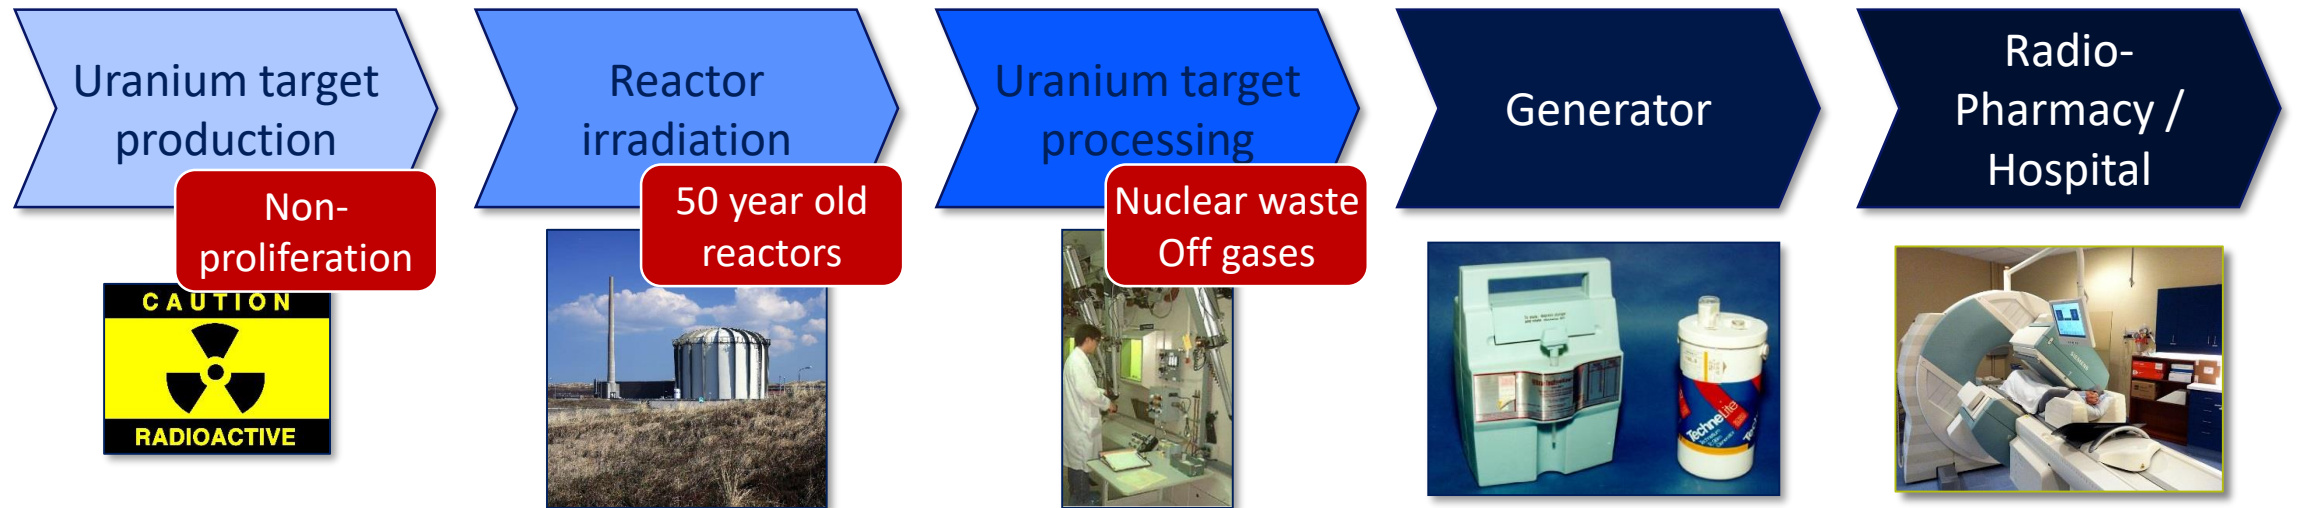 Uranium target
production
Non-
proliferation
CAUTION
RADIOACTIVE
Reactor
irradiation
50 year old
reactors
Uranium target
processing
Nuclear waste
Off gases
Generator
TechneLite
Radio-
Pharmacy /
Hospital
SIEMENS